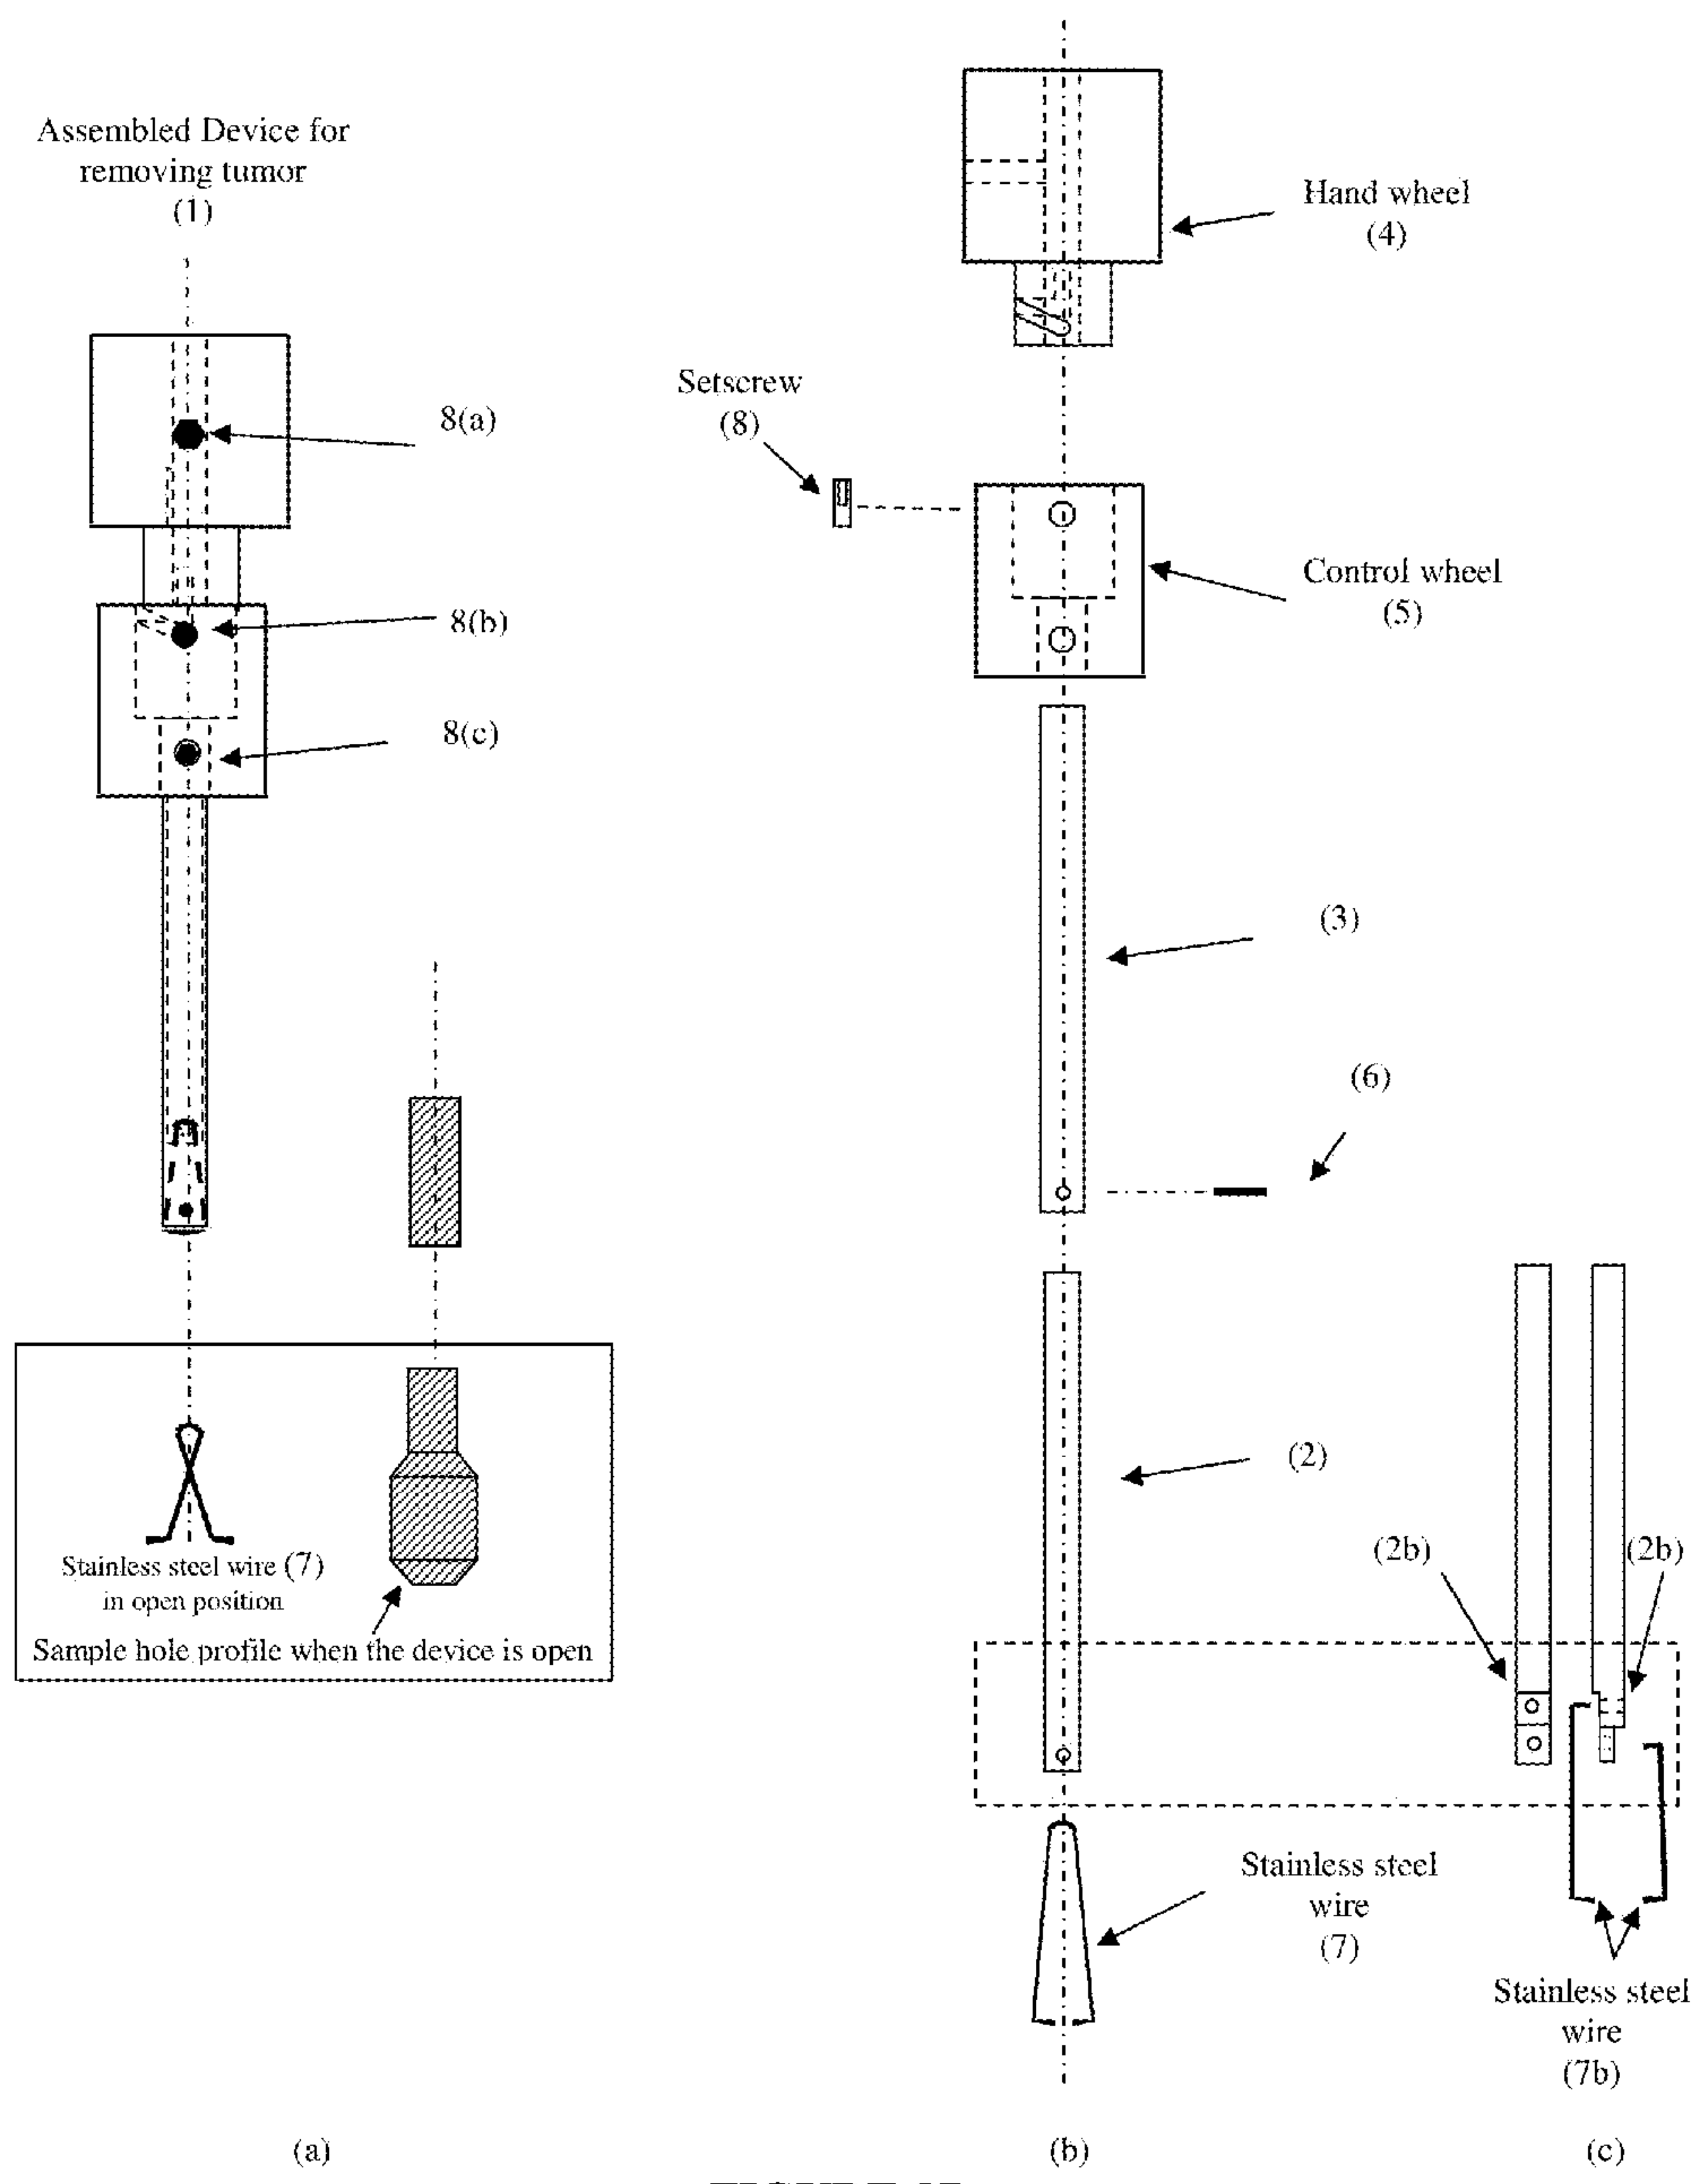 Assembled Device for
removing tumor
(1)
8(a)
8(b)
8(c)
Stainless steel wire (7)
in open position
Sample hole profile when the device is open
(a)
Hand wheel
(4)
Setscrew
(8)
Control wheel
(5)
(3)
(6)
(2)
Stainless steel
wire
(7)
(b)
(2b)
(2b)
Stainless steel
wire
(7b)
(c)